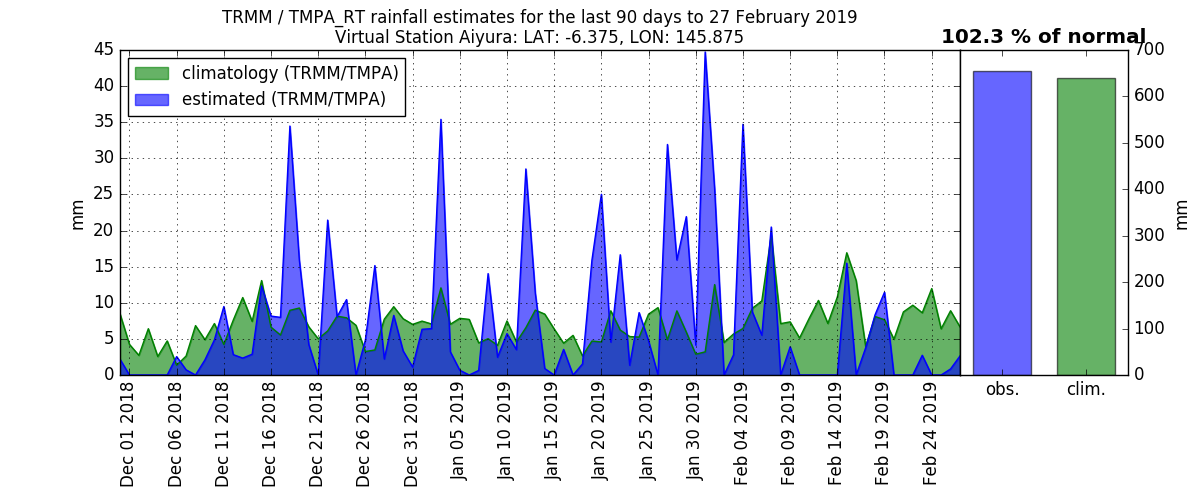 TRMM / TMPA_RT rainfall estimates for the last 90 days to 27 February 2019
Virtual Station Aiyura: LAT: -6.375, LON: 145.875
102.3 % of normal
climatology (TRMM/TMPA)
estimated (TRMM/TMPA)
45
40
35
30
25
20
15
10
5
0
mm
Dec 01 2018
Dec 06 2018
Dec 11 2018
Dec 16 2018
Dec 21 2018
Dec 26 2018
Dec 31 2018
Jan 05 2019
Jan 10 2019
Jan 15 2019
Jan 20 2019
Jan 25 2019
Jan 30 2019
Feb 04 2019
Feb 09 2019
Feb 14 2019
Feb 19 2019
Feb 24 2019
obs.
clim.
700
600
500
400
300
200
100
0
mm